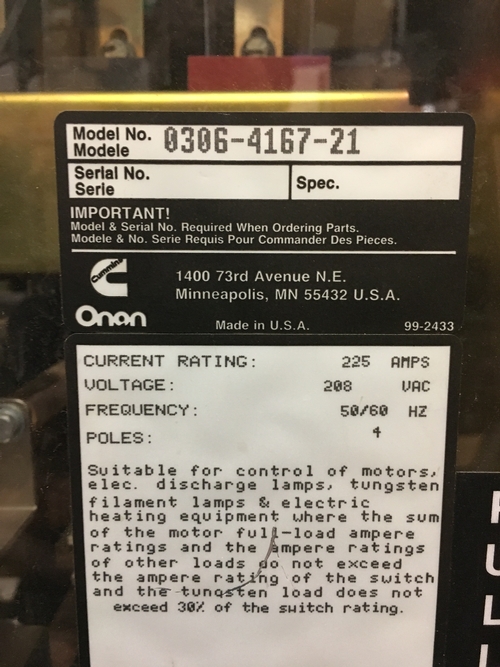 Model No. 0306-4167-21
Modele
Serial No.
Serie
Spec.
IMPORTANT!
Model & Serial No. Required When Ordering Parts.
Modele & No. Serie Requis Pour Commander Des Pieces.
Cummins
1400 73rd Avenue N.E.
Minneapolis, MN 55432 U.S.A.
Onan
Made in U.S.A. 99-2433
CURRENT RATING: 225 AMPS
VOLTAGE: 208 VAC
FREQUENCY: 50/60 HZ
POLES: 4
Suitable for control of motors,
elec. discharge lamps, tungsten
filament lamps & electric
heating equipment where the sum
of the motor full-load ampere
ratings and the ampere ratings
of other loads do not exceed
the ampere rating of the switch
and the tungsten load does not
exceed 30% of the switch rating.